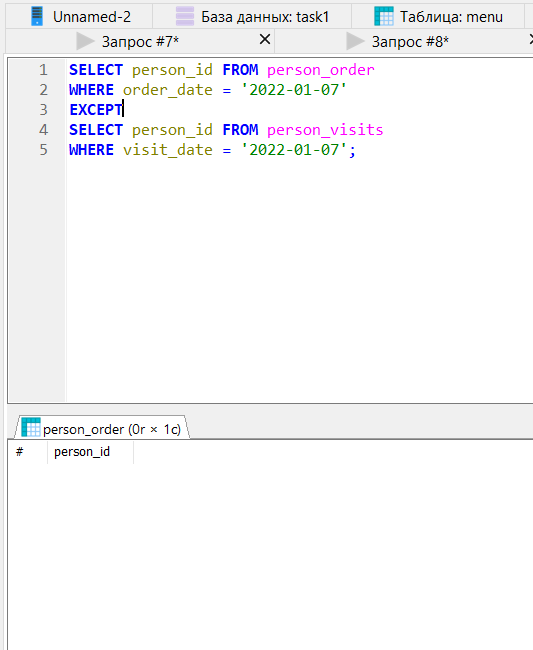 Unnamed-2 База данных: task1 Таблица: menu
Запрос #7* Запрос #8*
1 SELECT person_id FROM person_order
2 WHERE order_date = '2022-01-07'
3 EXCEPT
4 SELECT person_id FROM person_visits
5 WHERE visit_date = '2022-01-07';
person_order (0r × 1c)
# person_id